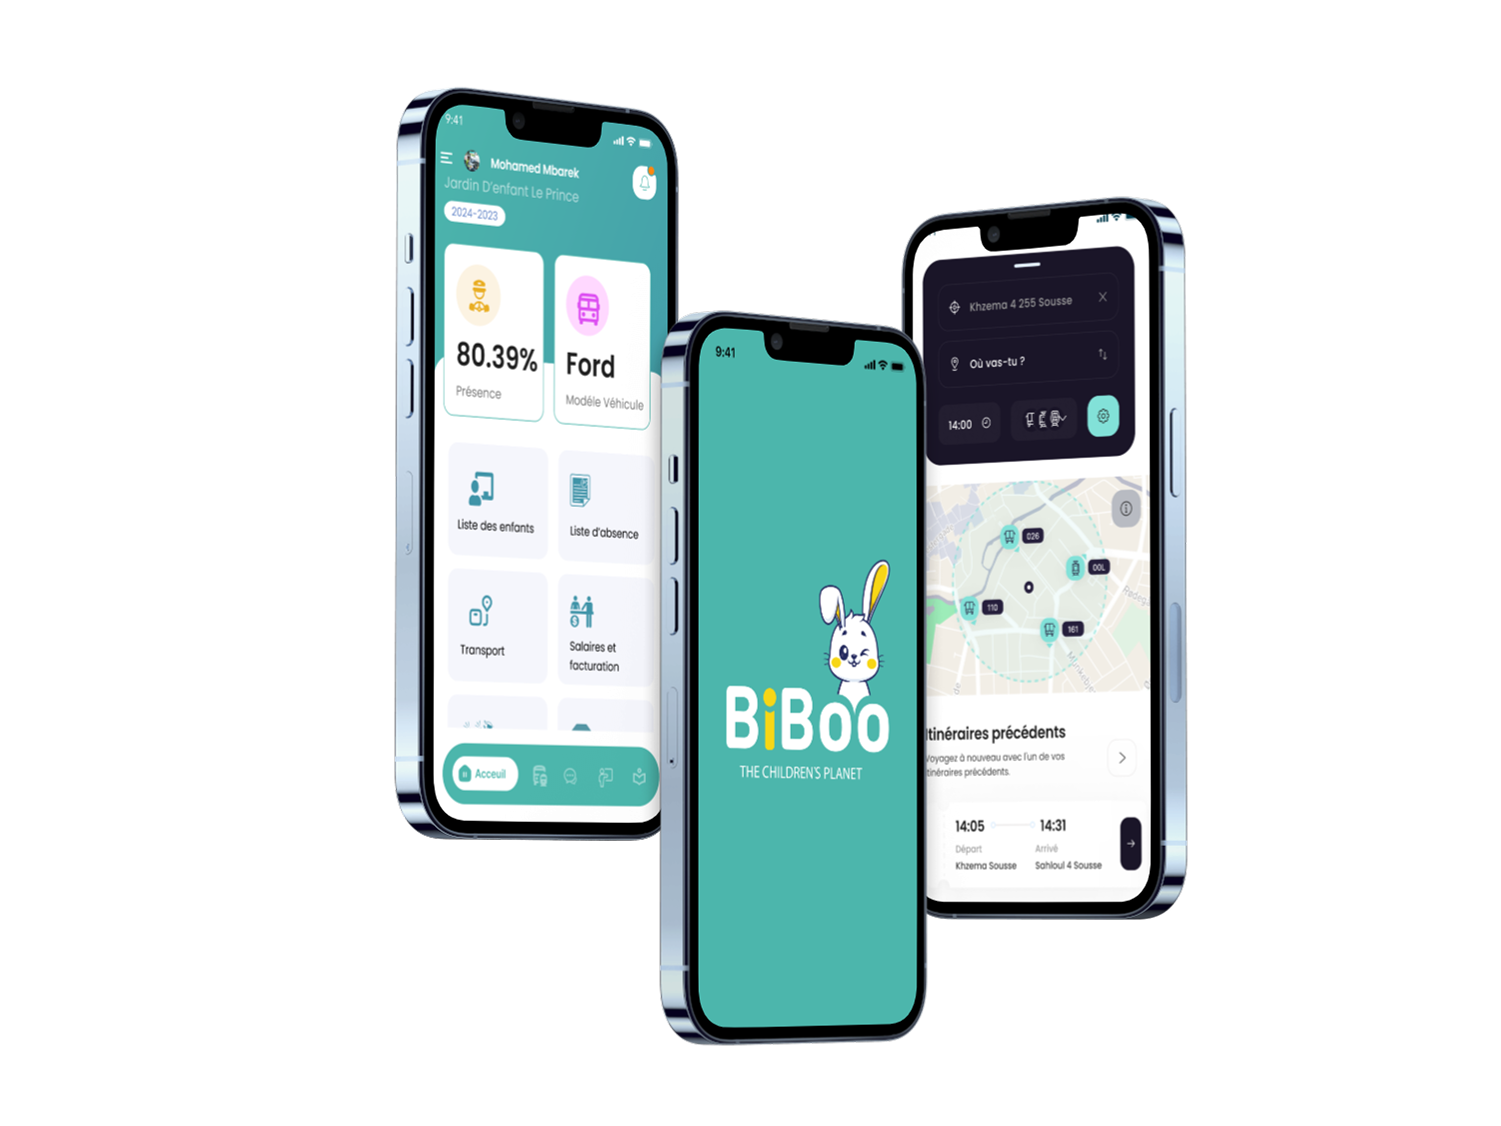 9:41
Mohamed Mbarek
Jardin D'enfant Le Prince
2024-2023
80.39%
Présence
Ford
Modéle Véhicule
Liste des enfants
Liste d'absence
Transport
Salaires et
facturation
Acceuil
9:41
BiBoo
THE CHILDREN'S PLANET
Khzema 4 255 Sousse
Où vas-tu ?
14:00
026
00L
110
161
Itinéraires précédents
Voyagez à nouveau avec l'un de vos
itinéraires précédents.
14:05
14:31
Départ
Arrivé
Khzema Sousse
Sahloul 4 Sousse